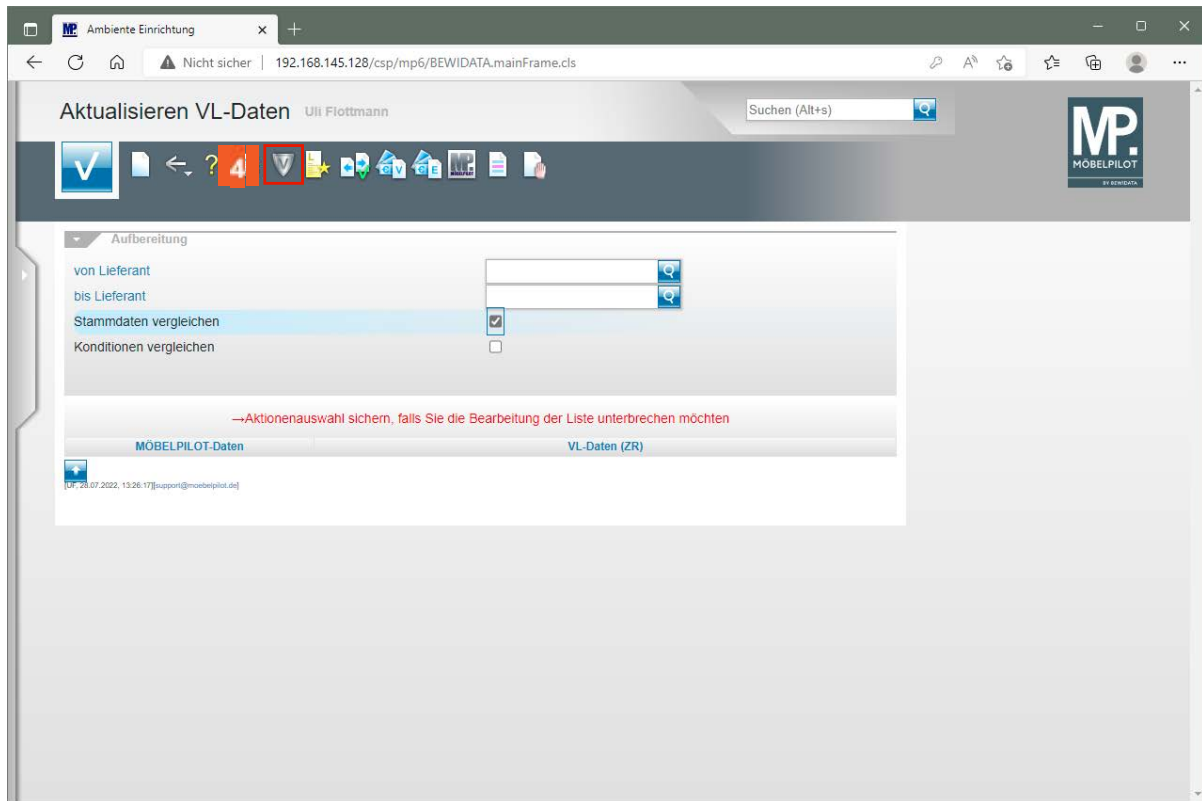 MP. Ambiente Einrichtung
Nicht sicher | 192.168.145.128/csp/mp6/BEWIDATA.mainFrame.cls
Aktualisieren VL-Daten Uli Flottmann
Suchen (Alt+s)
MP.
MÖBELPILOT
BY BEWIDATA
? 4
Aufbereitung
von Lieferant
bis Lieferant
Stammdaten vergleichen
Konditionen vergleichen
→Aktionenauswahl sichern, falls Sie die Bearbeitung der Liste unterbrechen möchten
MÖBELPILOT-Daten VL-Daten (ZR)
[UF, 28.07.2022, 13:26:17][support@moebelpilot.de]